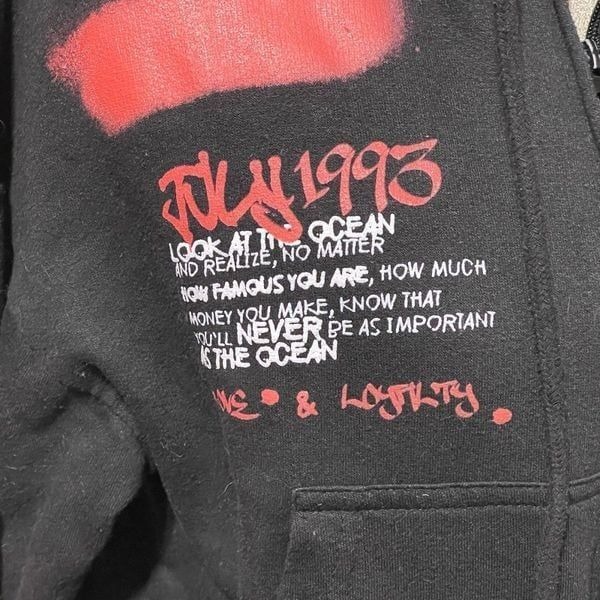 JULY 1993
LOOK AT THE OCEAN
AND REALIZE, NO MATTER
HOW FAMOUS YOU ARE, HOW MUCH
MONEY YOU MAKE, KNOW THAT
YOU'LL NEVER BE AS IMPORTANT
AS THE OCEAN
LOVE & LOYALTY